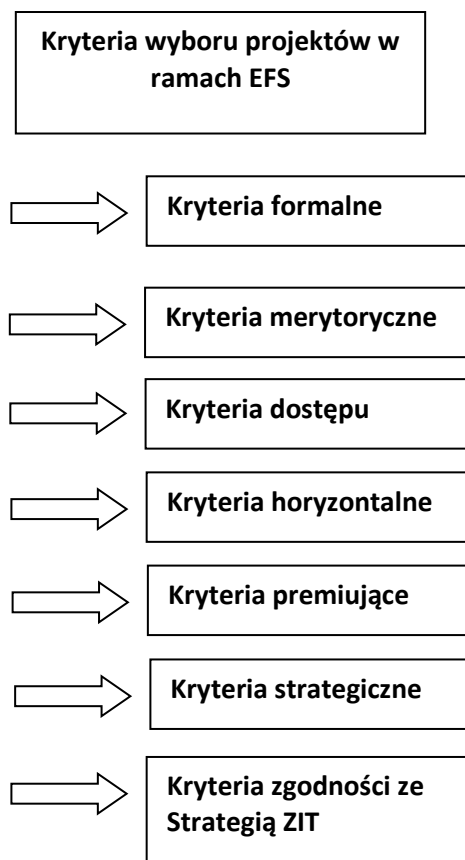 Kryteria wyboru projektów w
ramach EFS
Kryteria formalne
Kryteria merytoryczne
Kryteria dostępu
Kryteria horyzontalne
Kryteria premiujące
Kryteria strategiczne
Kryteria zgodności ze
Strategią ZIT